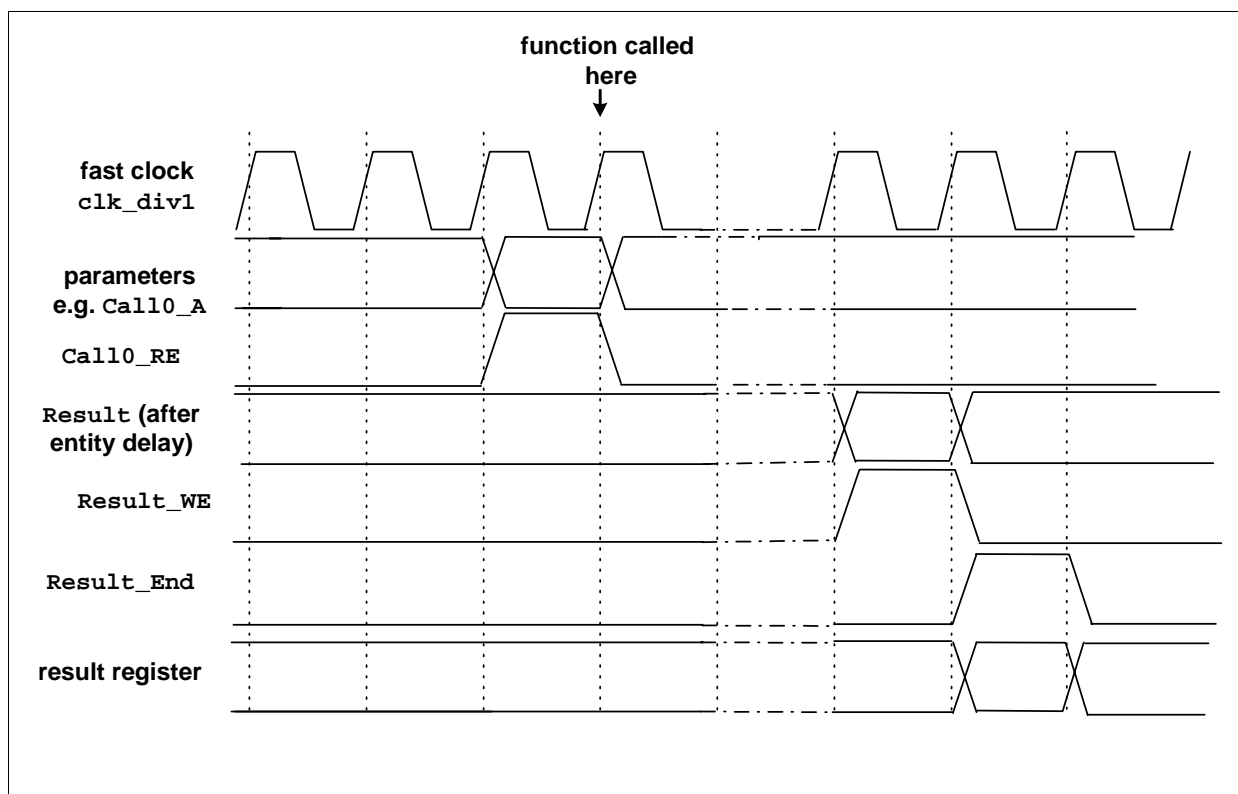 function called
here
fast clock
clk_div1
parameters
e.g. Call0_A
Call0_RE
Result (after
entity delay)
Result_WE
Result_End
result register